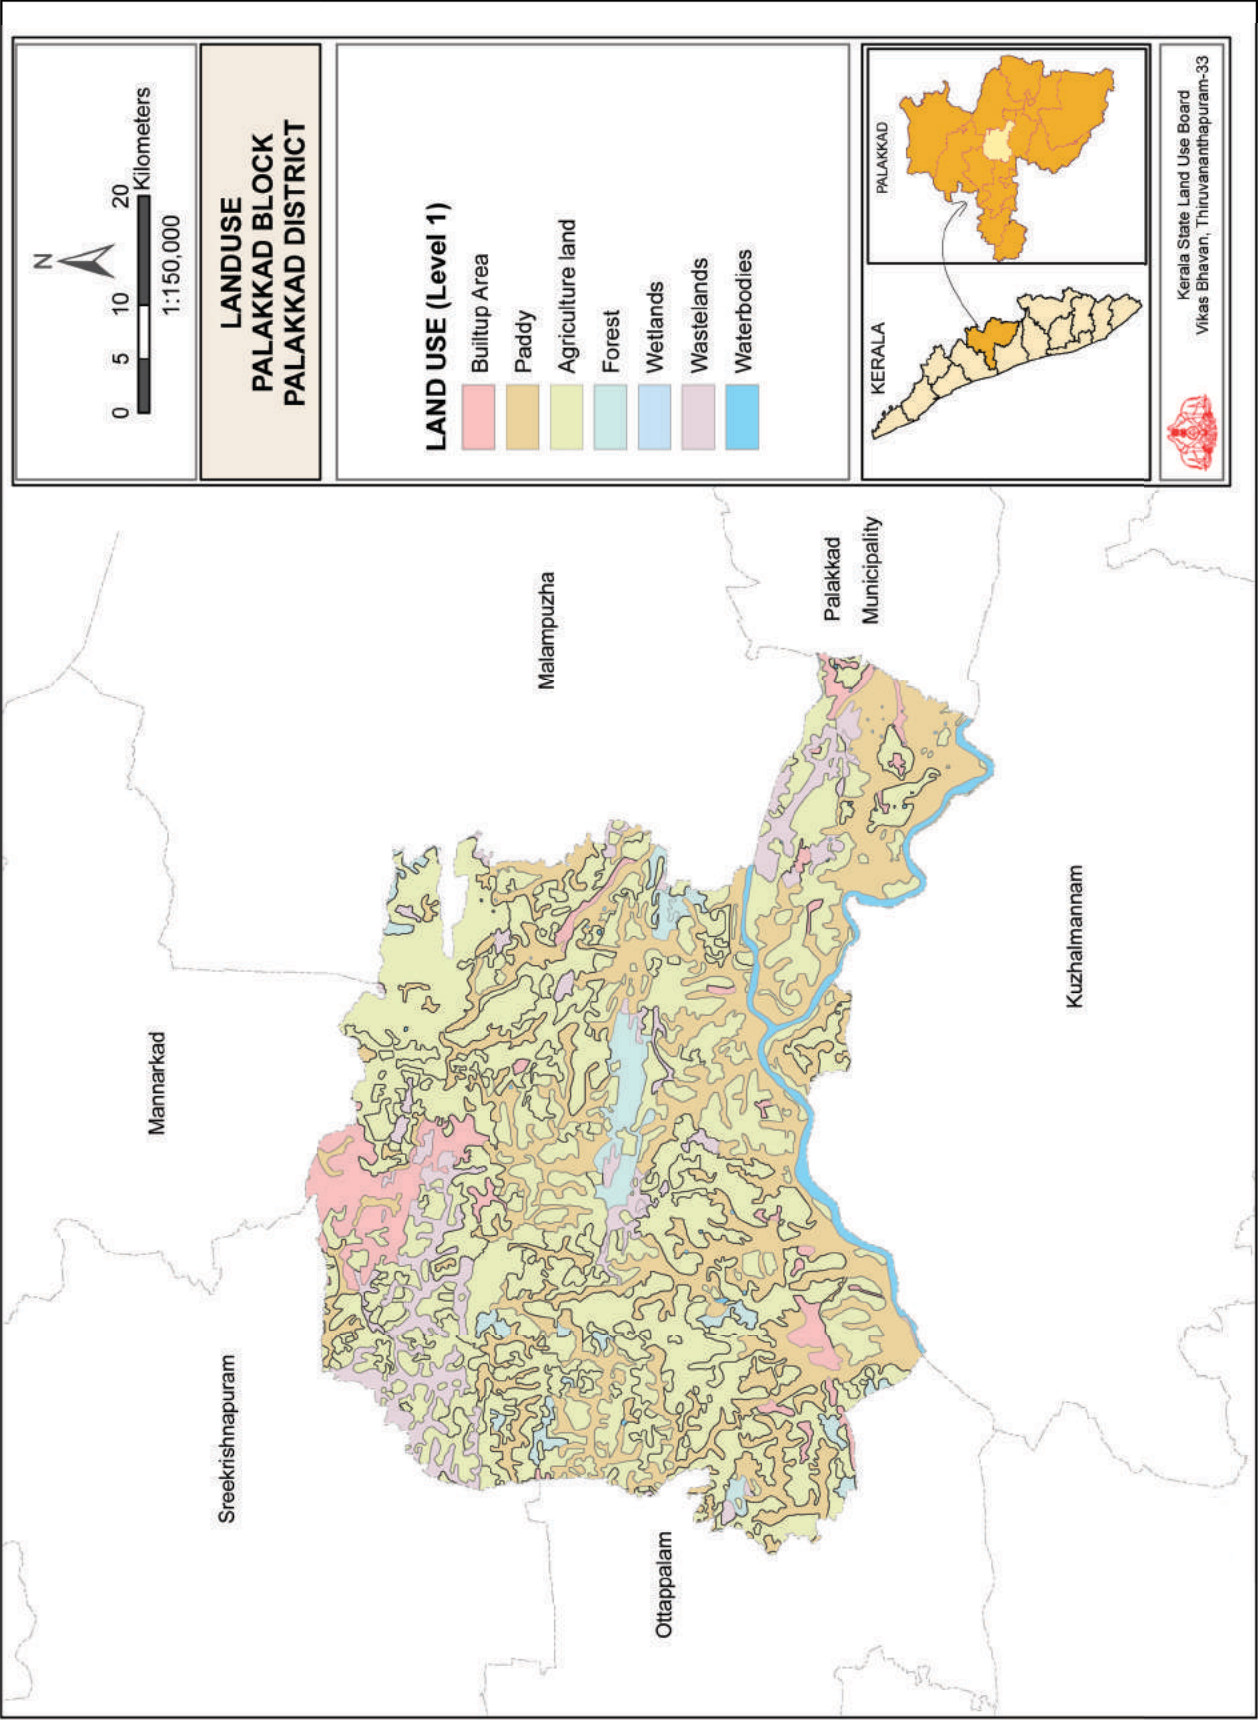 N
0 5 10 20
Kilometers
1:150,000
LANDUSE
PALAKKAD BLOCK
PALAKKAD DISTRICT
LAND USE (Level 1)
Builtup Area
Paddy
Agriculture land
Forest
Wetlands
Wastelands
Waterbodies
KERALA
PALAKKAD
Kerala State Land Use Board
Vikas Bhavan, Thiruvananthapuram-33
Mannarkad
Sreekrishnapuram
Malampuzha
Palakkad
Municipality
Ottappalam
Kuzhalmannam